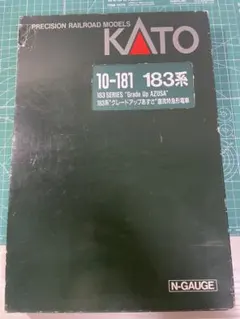 PRECISION RAILROAD MODELS
KATO
10-181 183系
183 SERIES "Grade Up AZUSA"
183系"グレードアップあずさ"直流特急形電車
N-GAUGE